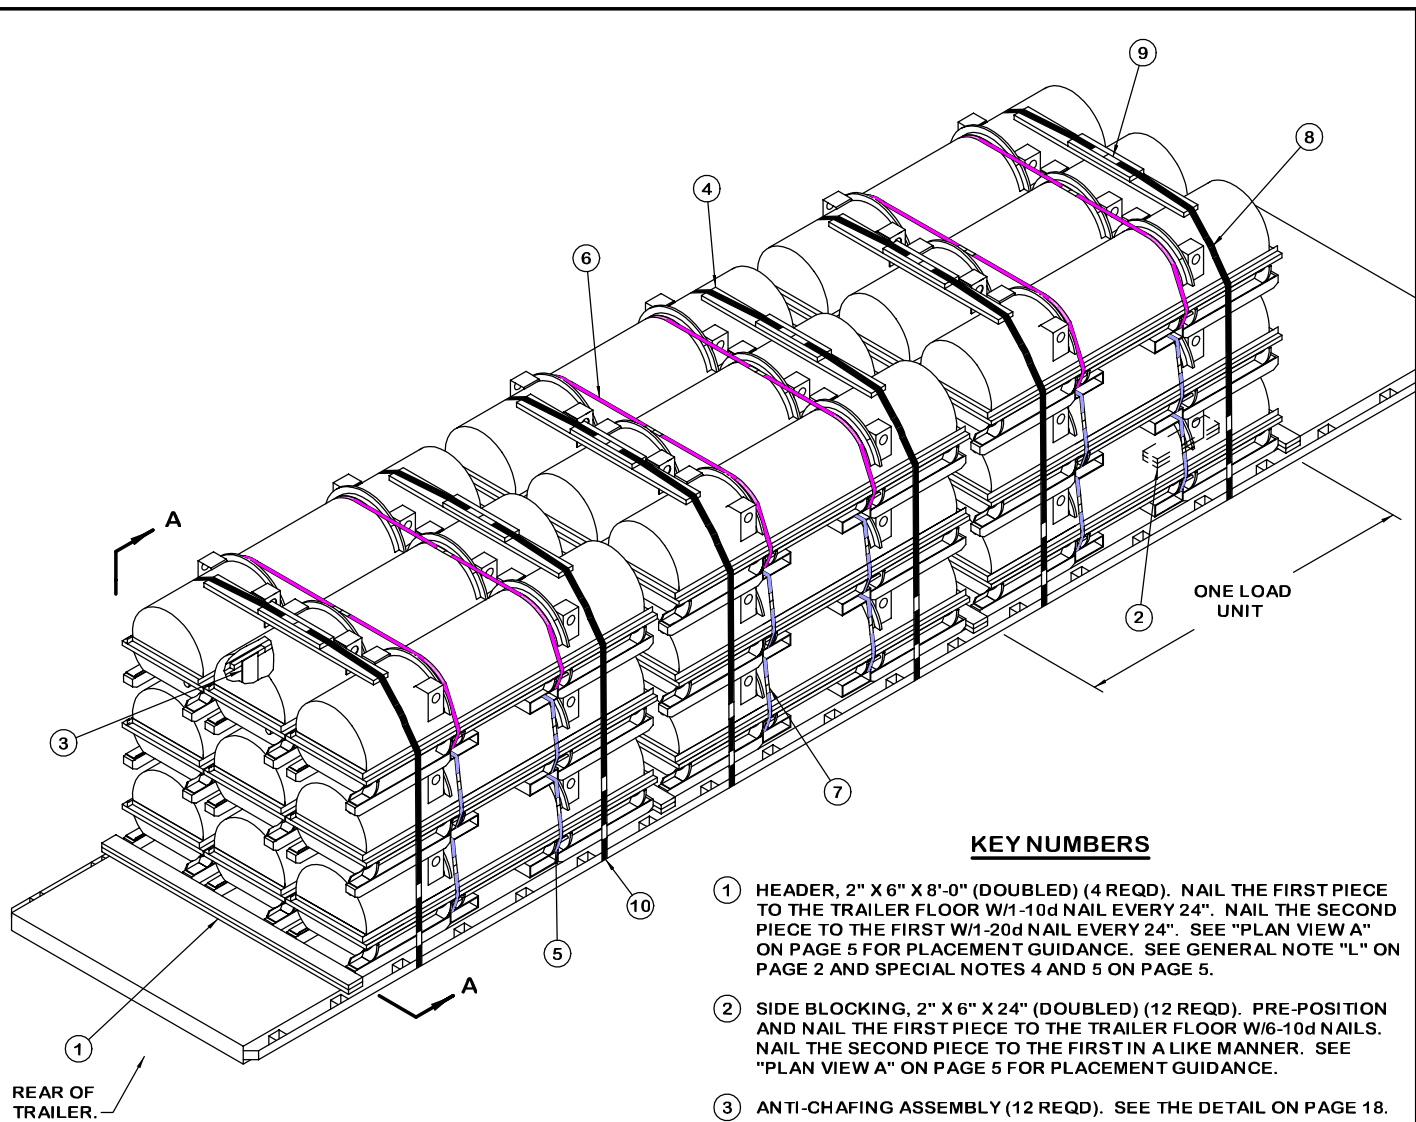 9
8
4
6
A
ONE LOAD
UNIT
2
3
7
10
5
A
1
REAR OF
TRAILER.
KEY NUMBERS
1 HEADER, 2" X 6" X 8'-0" (DOUBLED) (4 REQD). NAIL THE FIRST PIECE
TO THE TRAILER FLOOR W/1-10d NAIL EVERY 24". NAIL THE SECOND
PIECE TO THE FIRST W/1-20d NAIL EVERY 24". SEE "PLAN VIEW A"
ON PAGE 5 FOR PLACEMENT GUIDANCE. SEE GENERAL NOTE "L" ON
PAGE 2 AND SPECIAL NOTES 4 AND 5 ON PAGE 5.
2 SIDE BLOCKING, 2" X 6" X 24" (DOUBLED) (12 REQD). PRE-POSITION
AND NAIL THE FIRST PIECE TO THE TRAILER FLOOR W/6-10d NAILS.
NAIL THE SECOND PIECE TO THE FIRST IN A LIKE MANNER. SEE
"PLAN VIEW A" ON PAGE 5 FOR PLACEMENT GUIDANCE.
3 ANTI-CHAFING ASSEMBLY (12 REQD). SEE THE DETAIL ON PAGE 18.